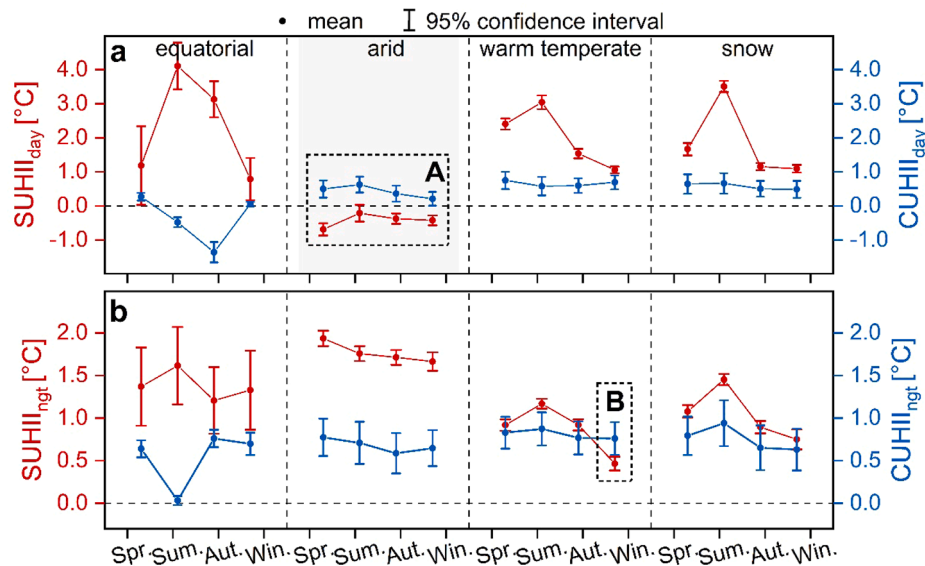 • mean 95% confidence interval
a equatorial arid warm temperate snow
SUHII_day [°C]
4.0
3.0
2.0
1.0
0.0
-1.0
A
4.0
3.0
2.0
1.0
0.0
-1.0
CUHII_day [°C]
b
SUHII_ngt [°C]
2.0
1.5
1.0
0.5
0.0
B
2.0
1.5
1.0
0.5
0.0
CUHII_ngt [°C]
Spr. Sum. Aut. Win. Spr. Sum. Aut. Win. Spr. Sum. Aut. Win. Spr. Sum. Aut. Win.